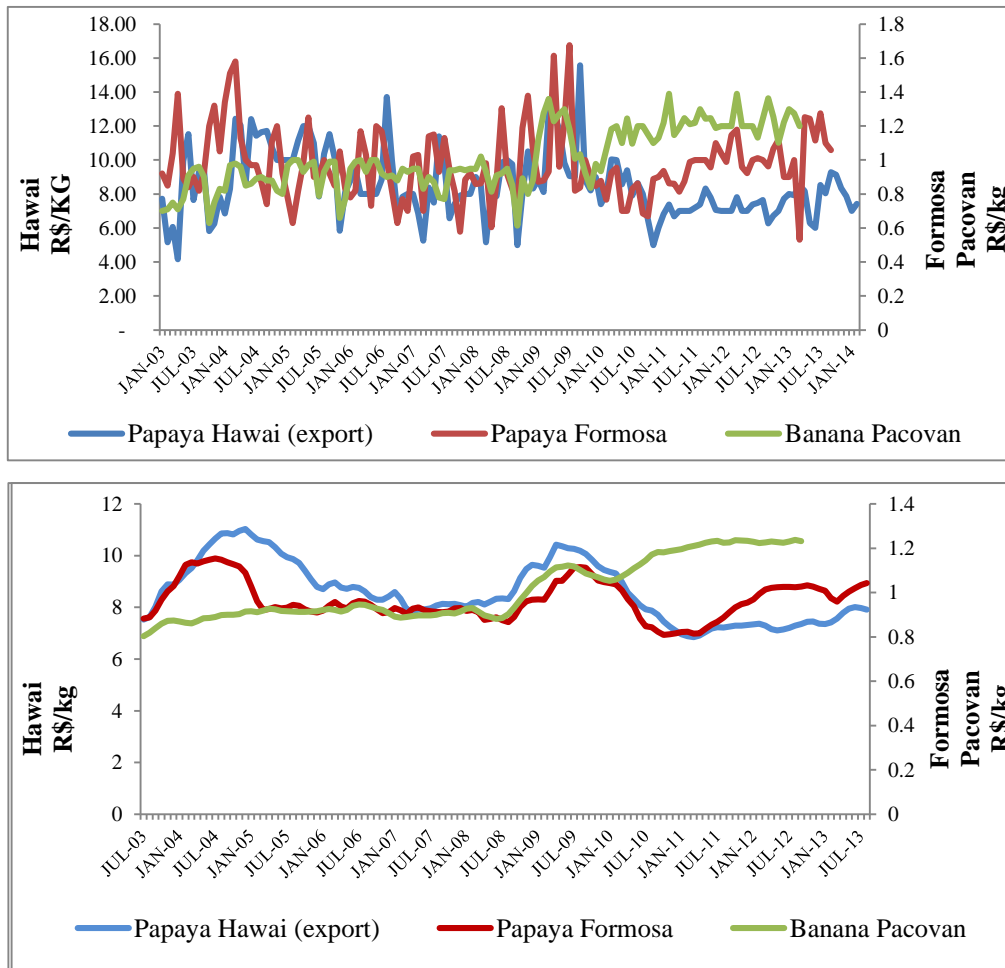 18.00
16.00
14.00
12.00
10.00
8.00
6.00
4.00
2.00
-
Hawai
R$/KG
1.8
1.6
1.4
1.2
1
0.8
0.6
0.4
0.2
0
Formosa
Pacovan
R$/kg
JAN-03
JUL-03
JAN-04
JUL-04
JAN-05
JUL-05
JAN-06
JUL-06
JAN-07
JUL-07
JAN-08
JUL-08
JAN-09
JUL-09
JAN-10
JUL-10
JAN-11
JUL-11
JAN-12
JUL-12
JAN-13
JUL-13
JAN-14
Papaya Hawai (export) Papaya Formosa Banana Pacovan
12
10
8
6
4
2
0
Hawai
R$/kg
1.4
1.2
1
0.8
0.6
0.4
0.2
0
Formosa
Pacovan
R$/kg
JUL-03
JAN-04
JUL-04
JAN-05
JUL-05
JAN-06
JUL-06
JAN-07
JUL-07
JAN-08
JUL-08
JAN-09
JUL-09
JAN-10
JUL-10
JAN-11
JUL-11
JAN-12
JUL-12
JAN-13
JUL-13
Papaya Hawai (export) Papaya Formosa Banana Pacovan